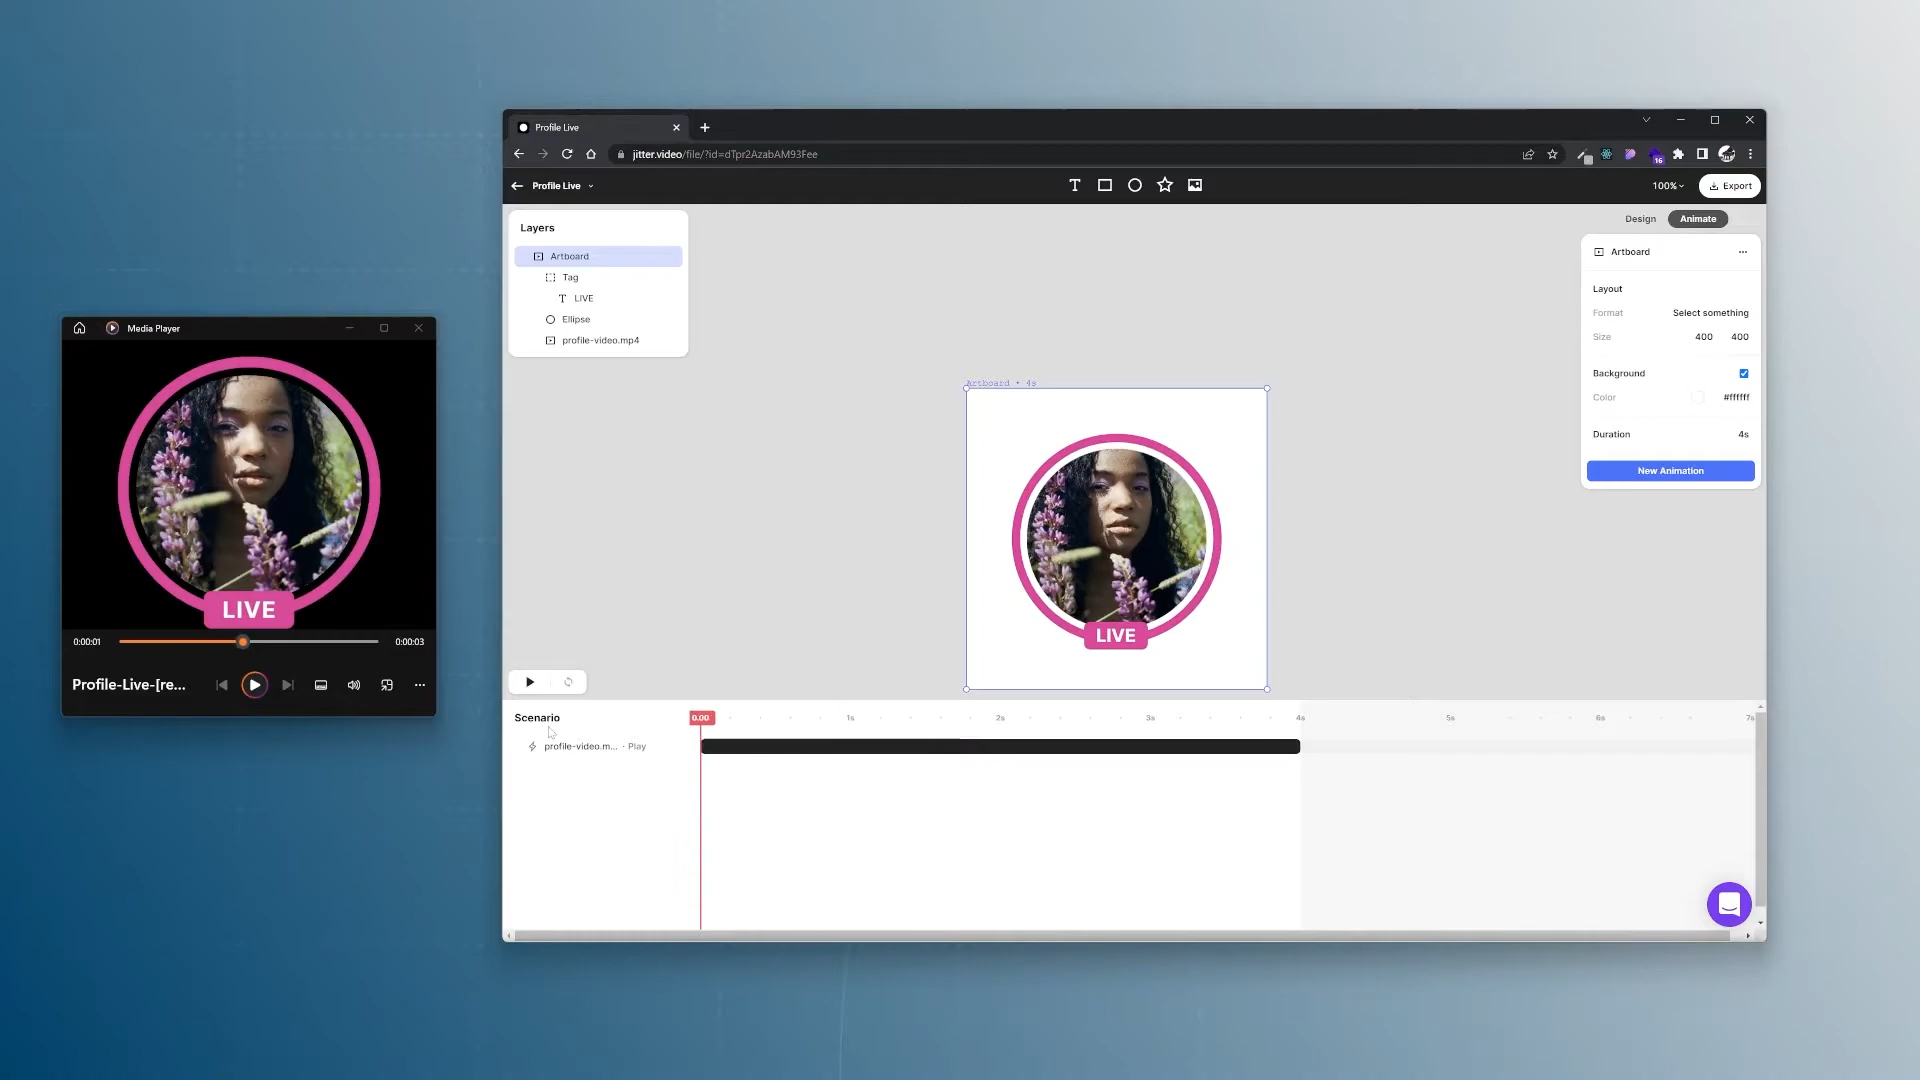 Media Player
LIVE
0:00:01
0:00:03
Profile-Live-[re...
Profile Live
jitter.video/file/?id=dTpr2AzabAM93Fee
16
Profile Live
T
100%
Export
Layers
Artboard
Tag
T LIVE
Ellipse
profile-video.mp4
Design
Animate
Artboard
Layout
Format Select something
Size 400 400
Background
Color #ffffff
Duration 4s
New Animation
Artboard • 4s
LIVE
Scenario
0.00 1s 2s 3s 4s 5s 6s 7s
profile-video.m... · Play